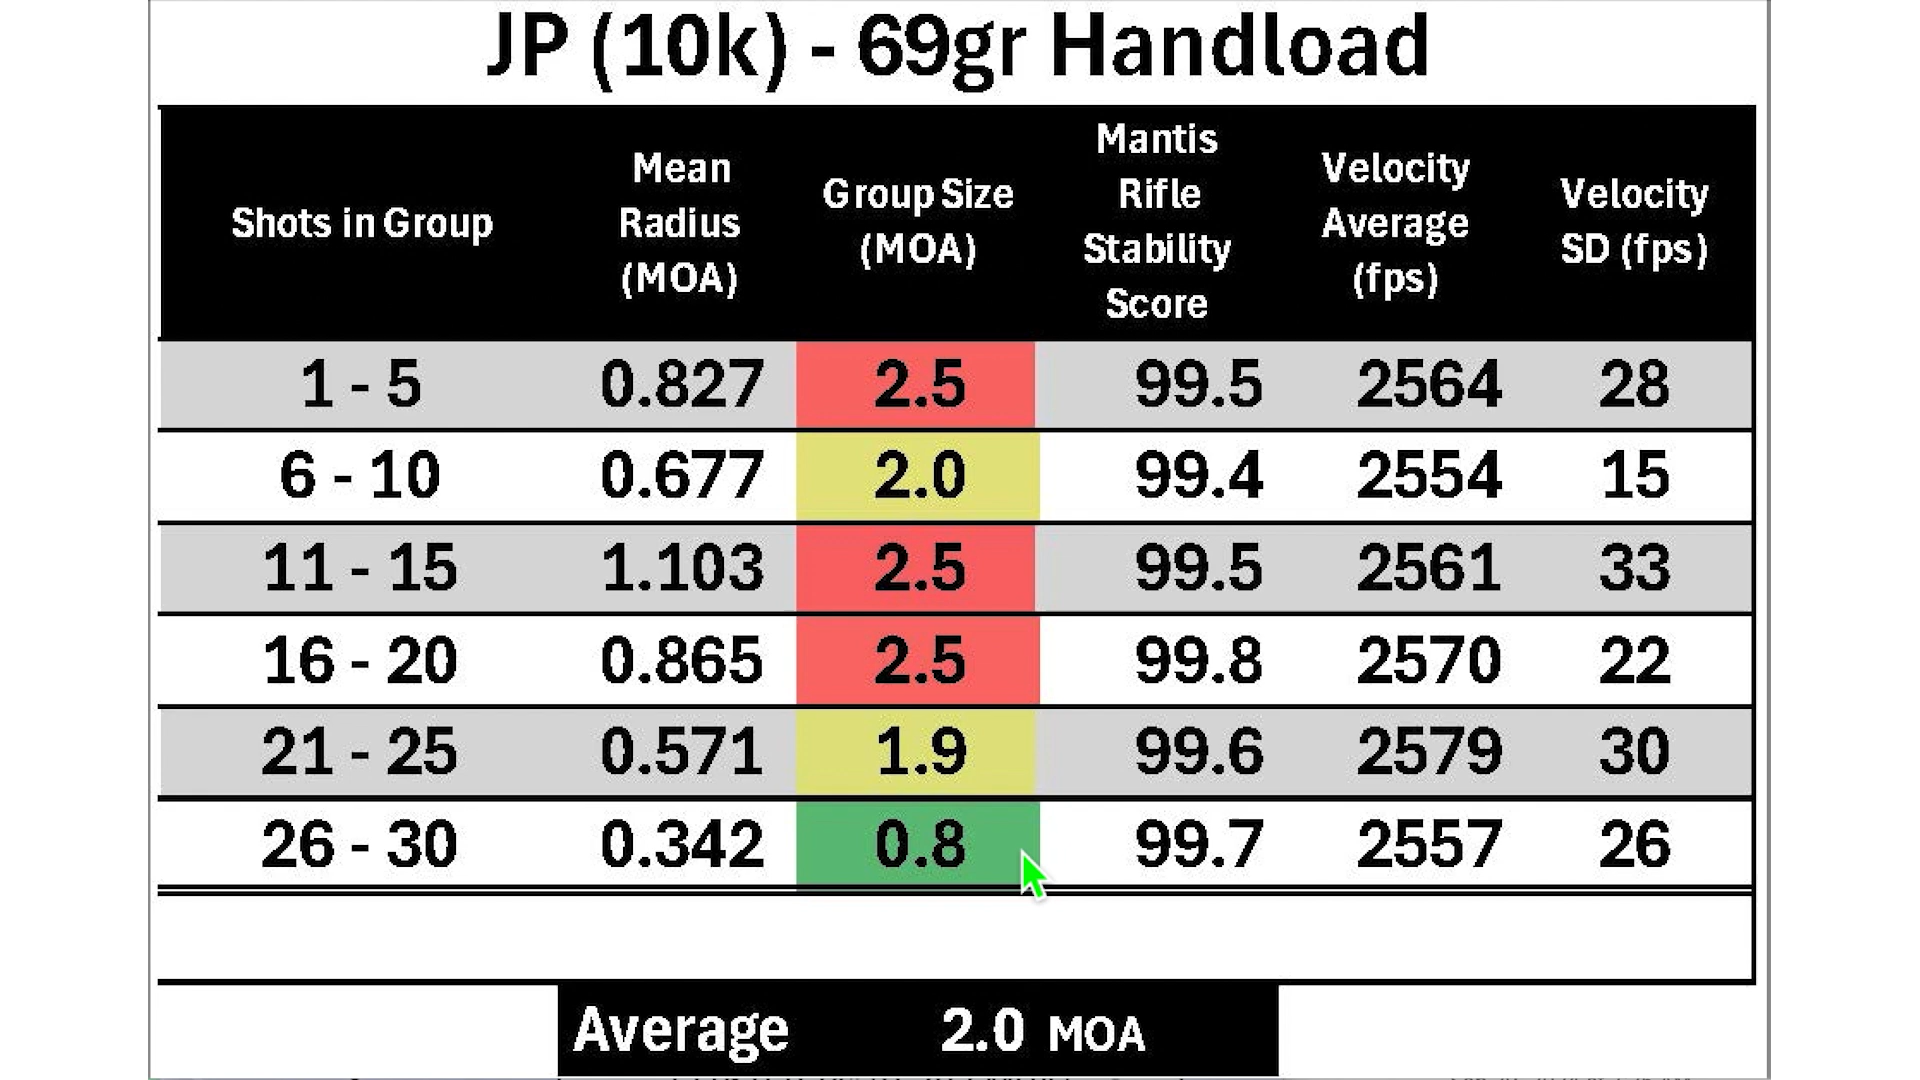 JP (10k) - 69gr Handload
Shots in Group Mean Radius (MOA) Group Size (MOA) Mantis Rifle Stability Score Velocity Average (fps) Velocity SD (fps)
1 - 5 0.827 2.5 99.5 2564 28
6 - 10 0.677 2.0 99.4 2554 15
11 - 15 1.103 2.5 99.5 2561 33
16 - 20 0.865 2.5 99.8 2570 22
21 - 25 0.571 1.9 99.6 2579 30
26 - 30 0.342 0.8 99.7 2557 26
Average 2.0 MOA